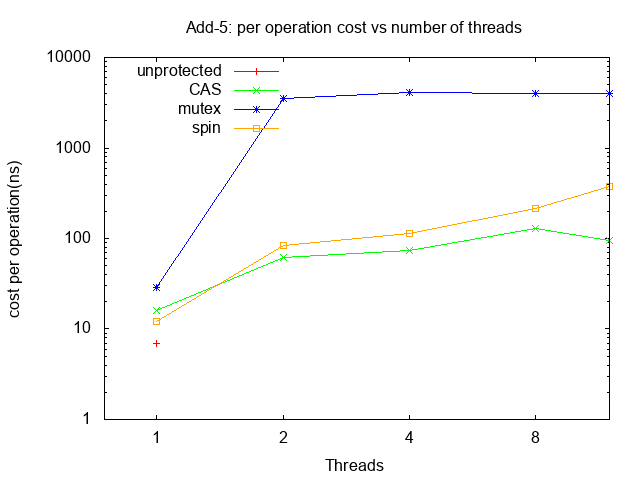 Add-5: per operation cost vs number of threads
10000
1000
100
10
1
cost per operation(ns)
unprotected
CAS
mutex
spin
1 2 4 8
Threads